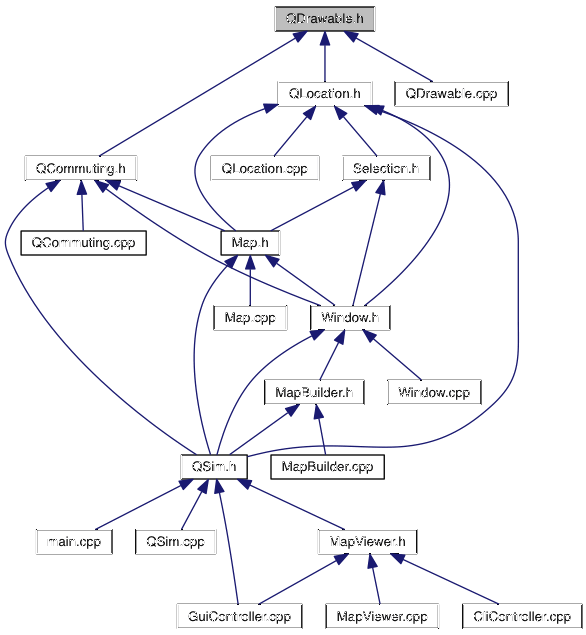 QDrawable.h
QLocation.h
QDrawable.cpp
QCommuting.h
QLocation.cpp
Selection.h
QCommuting.cpp
Map.h
Map.cpp
Window.h
MapBuilder.h
Window.cpp
QSim.h
MapBuilder.cpp
main.cpp
QSim.cpp
MapViewer.h
GuiController.cpp
MapViewer.cpp
CliController.cpp